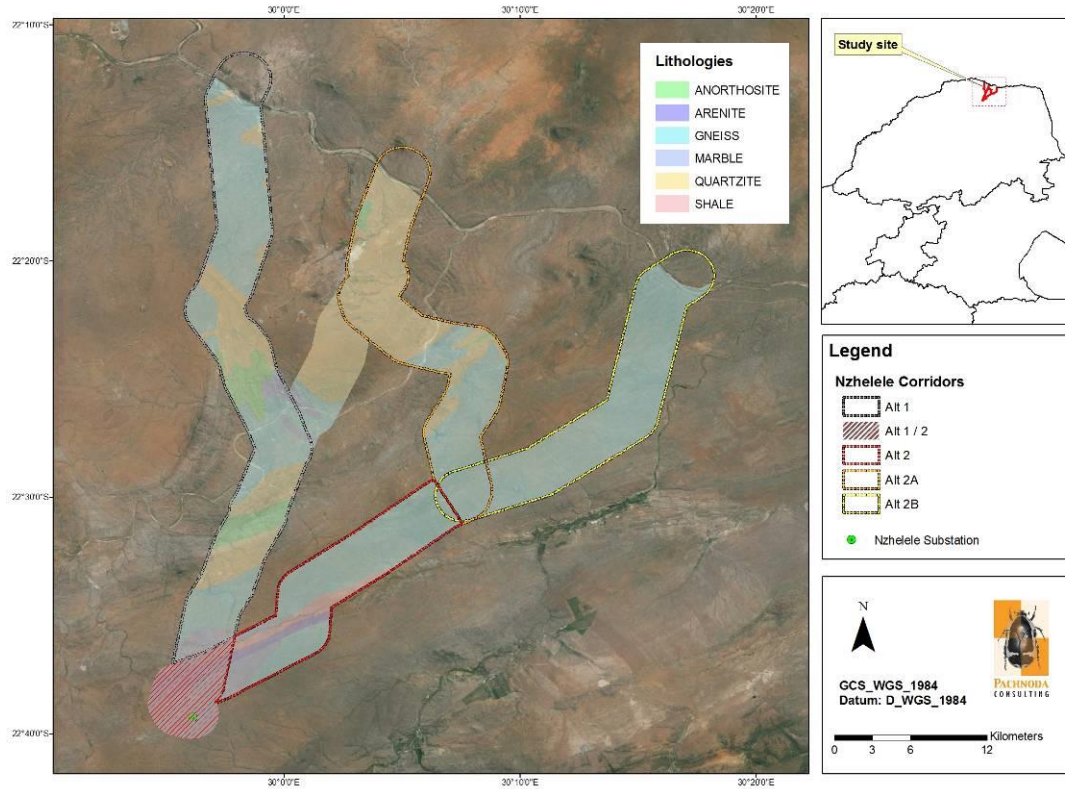 30°0'0"E
30°10'0"E
30°20'0"E
22°10'0"S
22°20'0"S
22°30'0"S
22°40'0"S
30°0'0"E
30°10'0"E
30°20'0"E
Lithologies
ANORTHOSITE
ARENITE
GNEISS
MARBLE
QUARTZITE
SHALE
Study site
Legend
Nzhelele Corridors
Alt 1
Alt 1 / 2
Alt 2
Alt 2A
Alt 2B
Nzhelele Substation
N
PACHNODA
CONSULTING
GCS_WGS_1984
Datum: D_WGS_1984
Kilometers
0 3 6 12